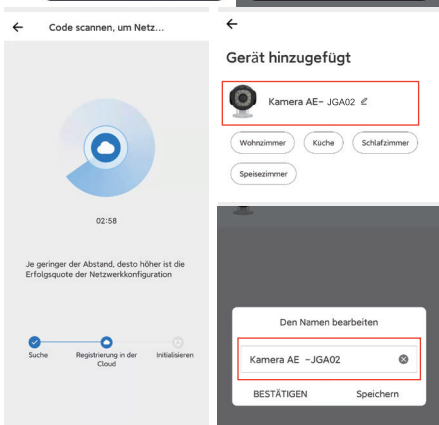 Code scannen, um Netz...
02:58
Je geringer der Abstand, desto höher ist die
Erfolgsquote der Netzwerkkonfiguration
Suche
Registrierung in der
Cloud
Initialisieren
Gerät hinzugefügt
Kamera AE- JGA02
Wohnzimmer
Küche
Schlafzimmer
Speisezimmer
Den Namen bearbeiten
Kamera AE -JGA02
BESTÄTIGEN
Speichern